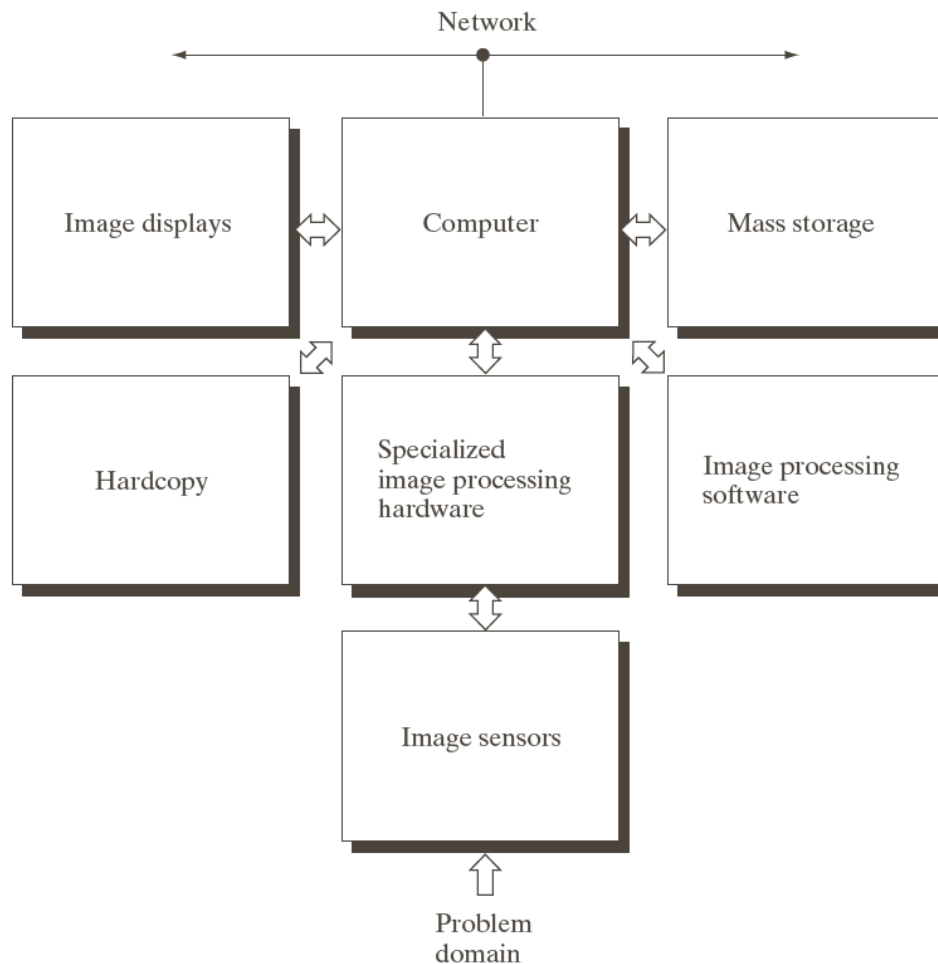 Network
Image displays
Computer
Mass storage
Hardcopy
Specialized
image processing
hardware
Image processing
software
Image sensors
Problem
domain